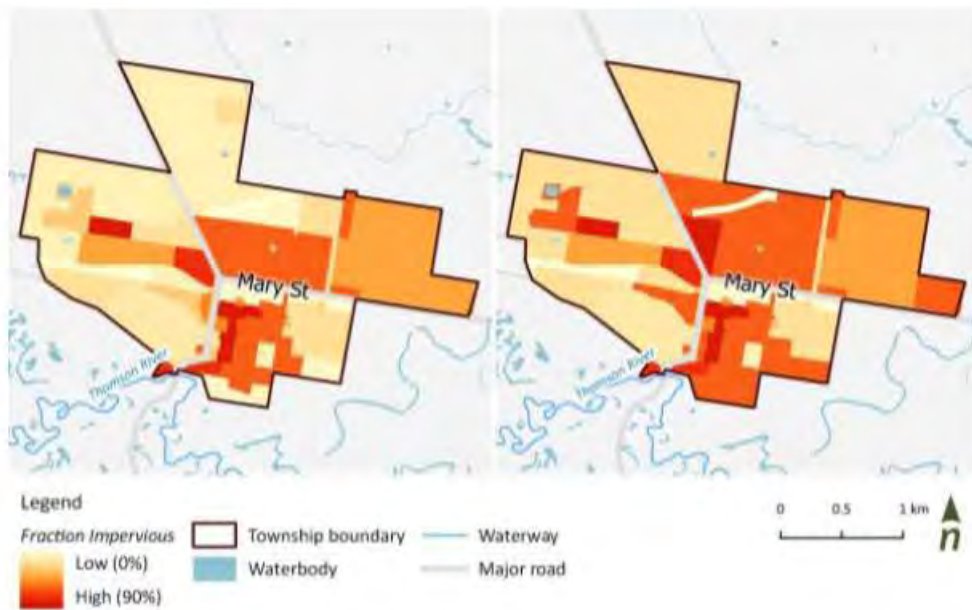 Mary St
Thomson River
Mary St
Thomson River
Legend
Fraction Impervious
Low (0%)
High (90%)
Township boundary
Waterbody
Waterway
Major road
0 0.5 1 km
n